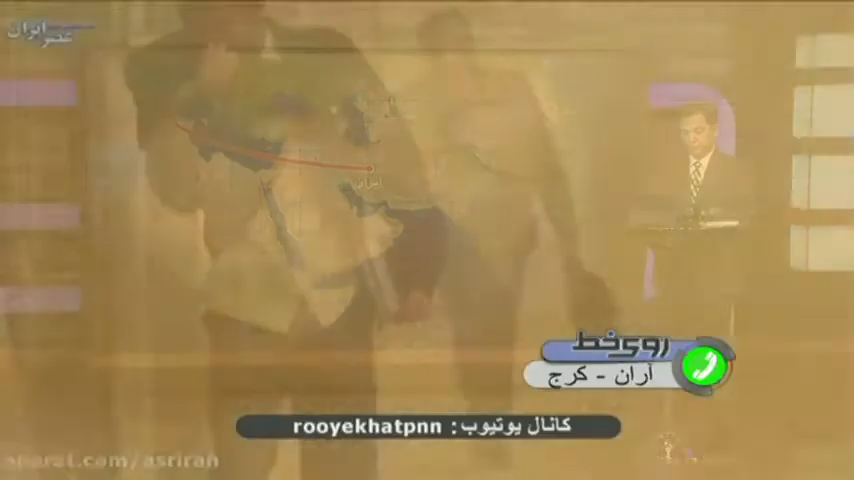 عصر ایران
ایران
روی خط
آران - کرج
کانال یوتیوب: rooyekhatpnn
aparat.com/asriran